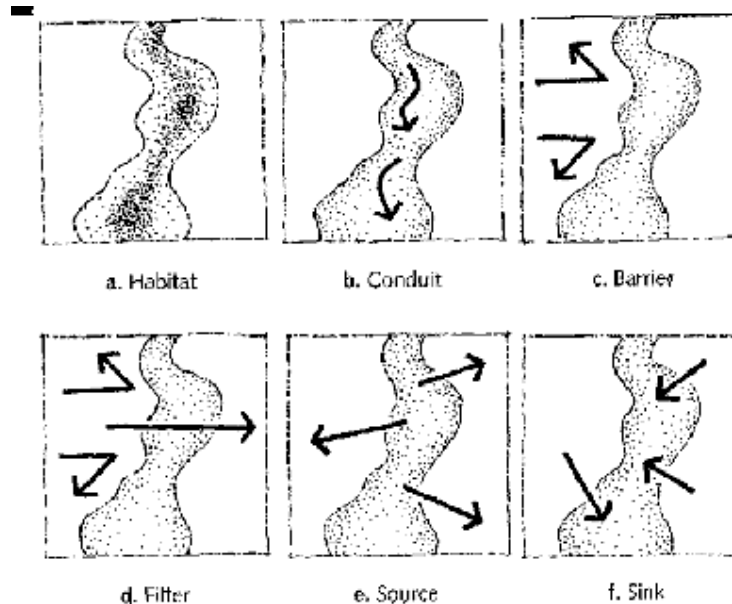 a. Habitat
b. Conduit
c. Barrier
d. Filter
e. Source
f. Sink